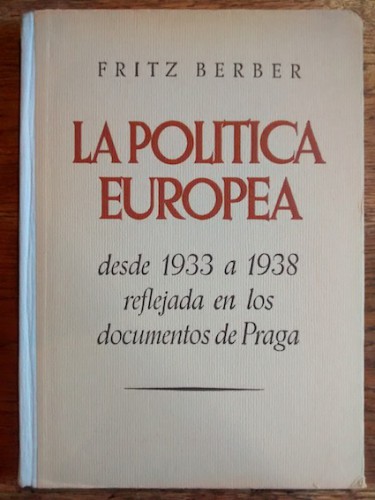 FRITZ BERBER
LA POLITICA
EUROPEA
desde 1933 a 1938
reflejada en los
documentos de Praga